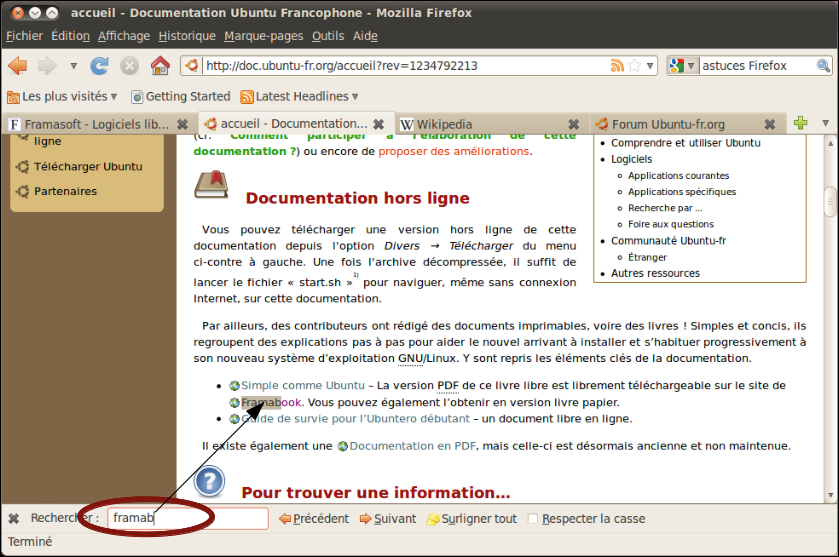 accueil - Documentation Ubuntu Francophone - Mozilla Firefox
Fichier Édition Affichage Historique Marque-pages Outils Aide
http://doc.ubuntu-fr.org/accueil?rev=1234792213
astuces Firefox
Les plus visités Getting Started Latest Headlines
Framasoft - Logiciels lib... accueil - Documentation... Wikipedia Forum Ubuntu-fr.org
ligne
Télécharger Ubuntu
Partenaires
(cf. Comment participer à l'élaboration de cette
documentation ?) ou encore de proposer des améliorations.
Documentation hors ligne
Vous pouvez télécharger une version hors ligne de cette
documentation depuis l'option Divers → Télécharger du menu
ci-contre à gauche. Une fois l'archive décompressée, il suffit de
lancer le fichier « start.sh »1) pour naviguer, même sans connexion
Internet, sur cette documentation.
Comprendre et utiliser Ubuntu
Logiciels
Applications courantes
Applications spécifiques
Recherche par ...
Foire aux questions
Communauté Ubuntu-fr
Étranger
Autres ressources
Par ailleurs, des contributeurs ont rédigé des documents imprimables, voire des livres ! Simples et concis, ils
regroupent des explications pas à pas pour aider le nouvel arrivant à installer et s'habituer progressivement à
son nouveau système d'exploitation GNU/Linux. Y sont repris les éléments clés de la documentation.
Simple comme Ubuntu – La version PDF de ce livre libre est librement téléchargeable sur le site de
Framabook. Vous pouvez également l'obtenir en version livre papier.
Guide de survie pour l'Ubuntero débutant – un document libre en ligne.
Il existe également une Documentation en PDF, mais celle-ci est désormais ancienne et non maintenue.
Pour trouver une information...
Rechercher : framab Précédent Suivant Surligner tout Respecter la casse
Terminé